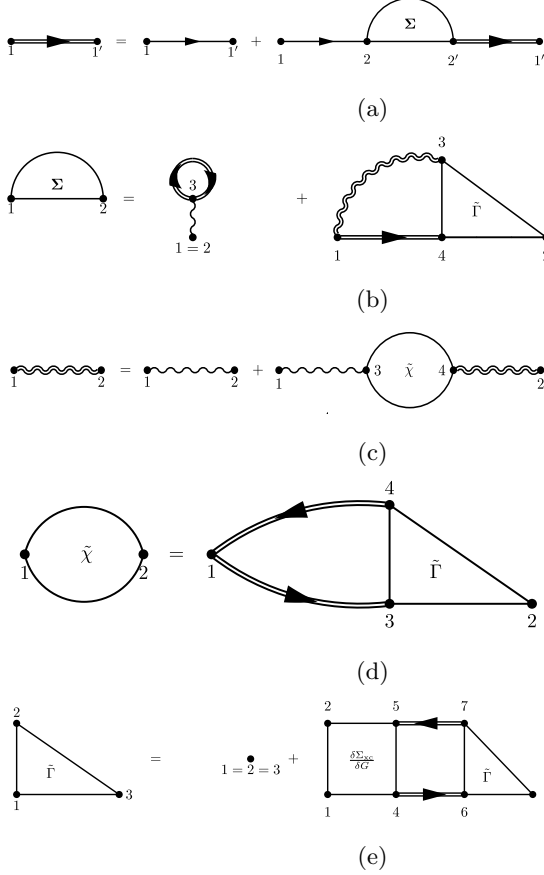 1 1′ = 1 1′ + 1 2 Σ 2′ 1′
(a)
1 Σ 2 = 3 1 = 2 + 1 3 Γ̃ 4
(b)
1 2 = 1 2 + 1 3 χ̃ 4 2
(c)
1 χ̃ 2 = 1 4 Γ̃ 3 2
(d)
2 Γ̃ 1 3 = 1 = 2 = 3 + 2 5 7 δΣxc/δG Γ̃ 1 4 6
(e)